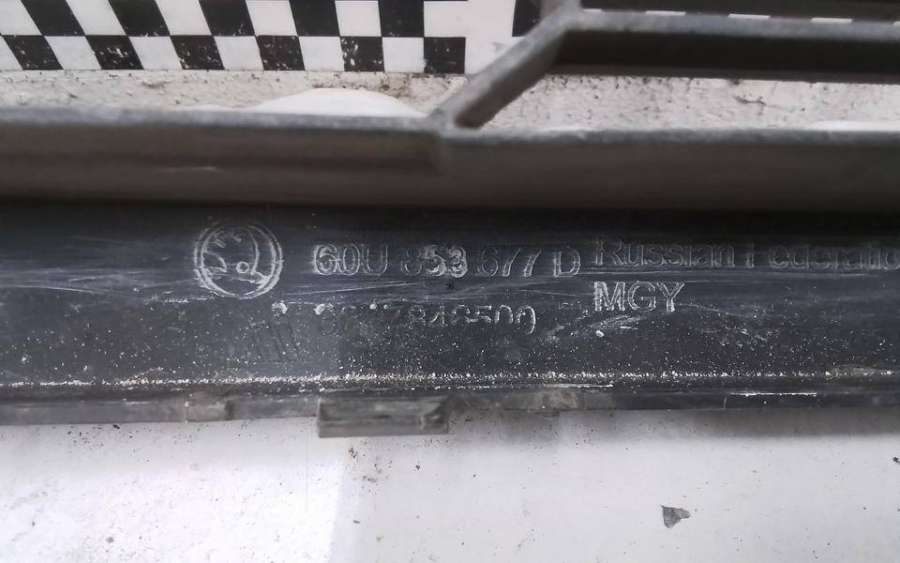 60U 853 677 D
Russian Federatio
MGY